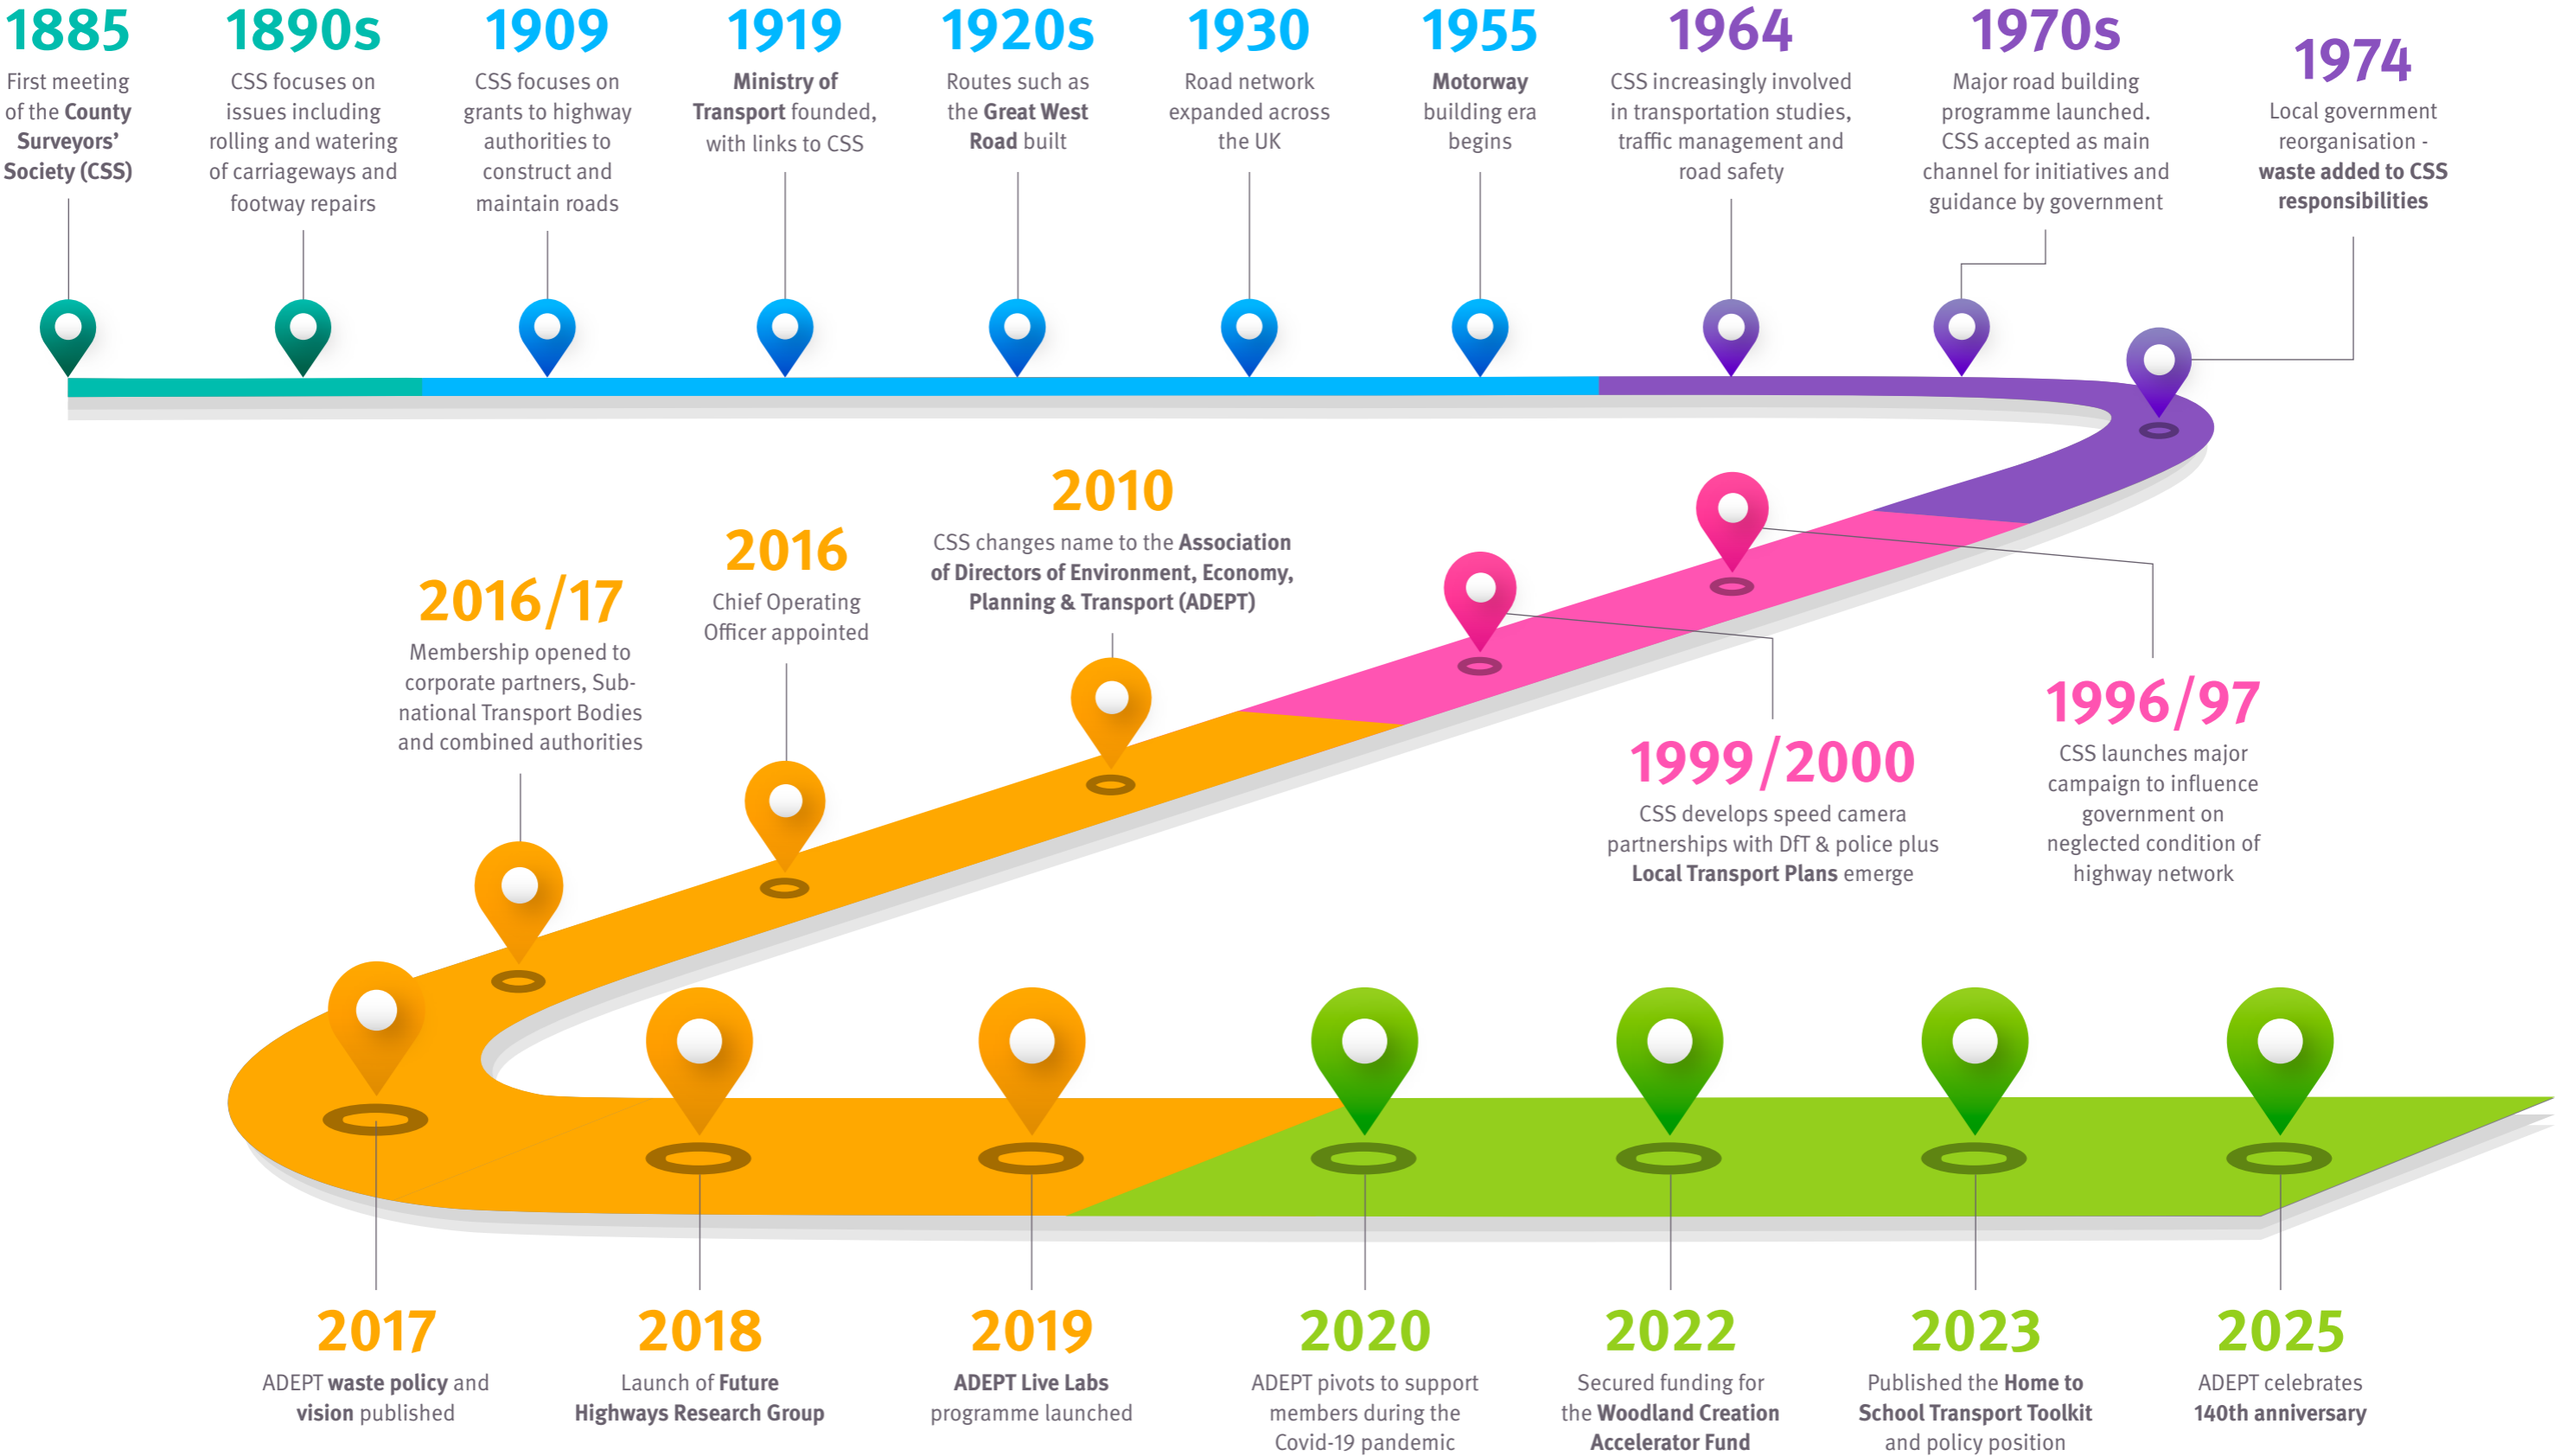 1885
First meeting
of the County
Surveyors’
Society (CSS)
1890s
CSS focuses on
issues including
rolling and watering
of carriageways and
footway repairs
1909
CSS focuses on
grants to highway
authorities to
construct and
maintain roads
1919
Ministry of
Transport founded,
with links to CSS
1920s
Routes such as
the Great West
Road built
1930
Road network
expanded across
the UK
1955
Motorway
building era
begins
1964
CSS increasingly involved
in transportation studies,
traffic management and
road safety
1970s
Major road building
programme launched.
CSS accepted as main
channel for initiatives and
guidance by government
1974
Local government
reorganisation -
waste added to CSS
responsibilities
1996/97
CSS launches major
campaign to influence
government on
neglected condition of
highway network
1999/2000
CSS develops speed camera
partnerships with DfT & police plus
Local Transport Plans emerge
2010
CSS changes name to the Association
of Directors of Environment, Economy,
Planning & Transport (ADEPT)
2016
Chief Operating
Officer appointed
2016/17
Membership opened to
corporate partners, Sub-
national Transport Bodies
and combined authorities
2017
ADEPT waste policy and
vision published
2018
Launch of Future
Highways Research Group
2019
ADEPT Live Labs
programme launched
2020
ADEPT pivots to support
members during the
Covid-19 pandemic
2022
Secured funding for
the Woodland Creation
Accelerator Fund
2023
Published the Home to
School Transport Toolkit
and policy position
2025
ADEPT celebrates
140th anniversary